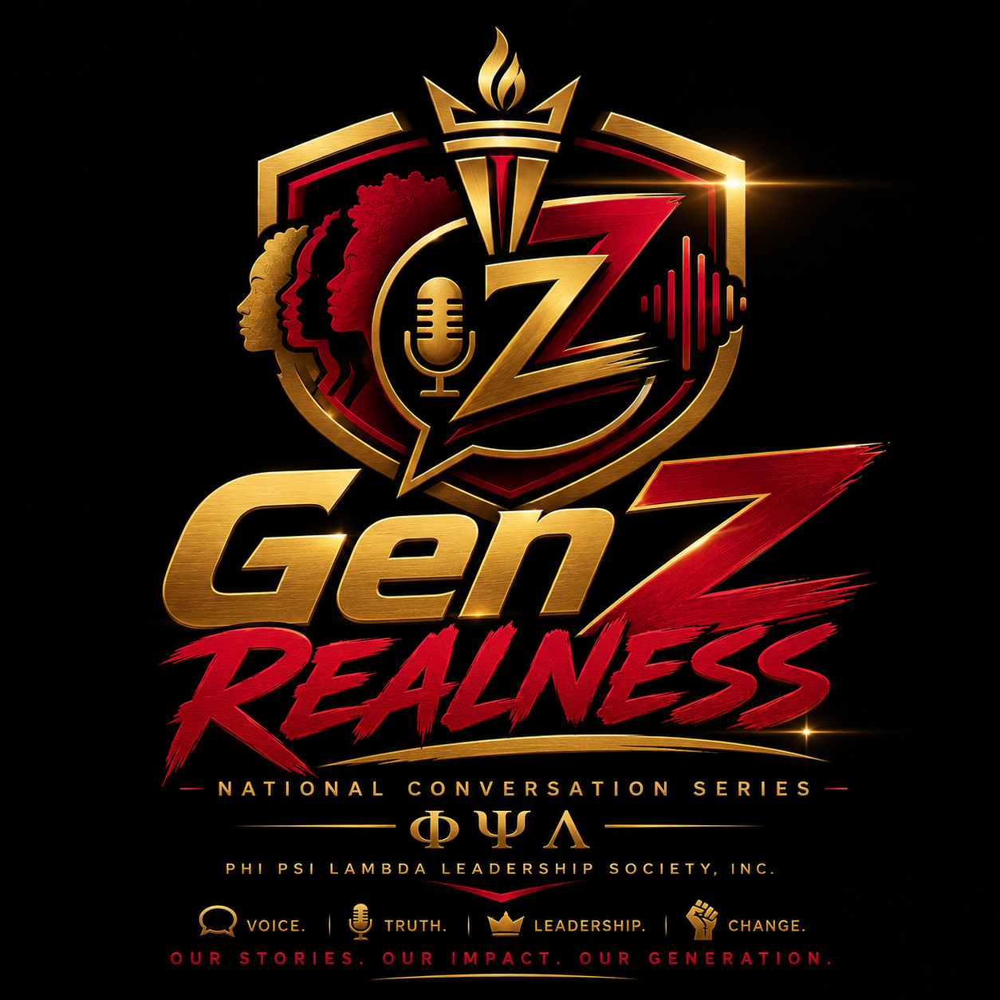 Z
Gen Z
REALNESS
NATIONAL CONVERSATION SERIES
ΦΨΛ
PHI PSI LAMBDA LEADERSHIP SOCIETY, INC.
VOICE. | TRUTH. | LEADERSHIP. | CHANGE.
OUR STORIES. OUR IMPACT. OUR GENERATION.